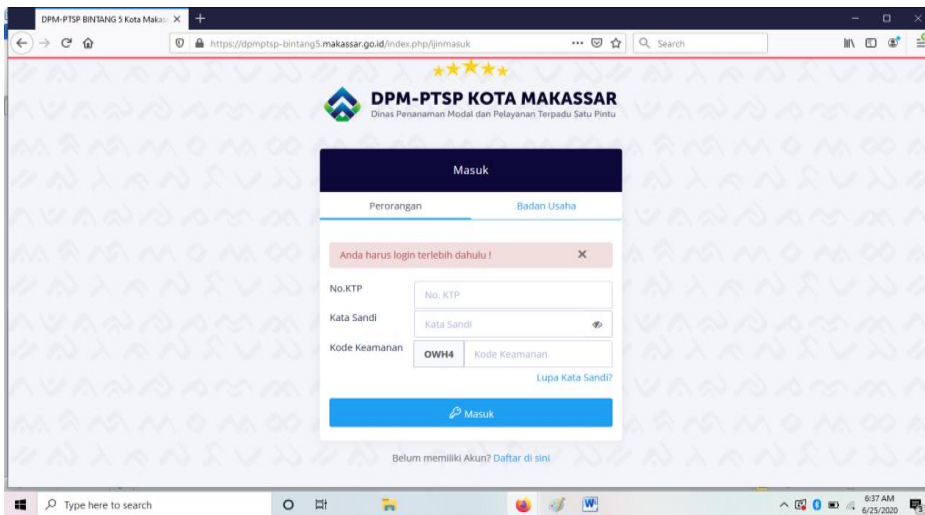 DPM-PTSP BINTANG 5 Kota Makas
https://dpmptsp-bintang5.makassar.go.id/index.php/ijinmasuk
Search
DPM-PTSP KOTA MAKASSAR
Dinas Penanaman Modal dan Pelayanan Terpadu Satu Pintu
Masuk
Perorangan
Badan Usaha
Anda harus login terlebih dahulu !
No.KTP
No. KTP
Kata Sandi
Kata Sandi
Kode Keamanan
OWH4
Kode Keamanan
Lupa Kata Sandi?
Masuk
Belum memiliki Akun? Daftar di sini
Type here to search
6:37 AM
6/25/2020